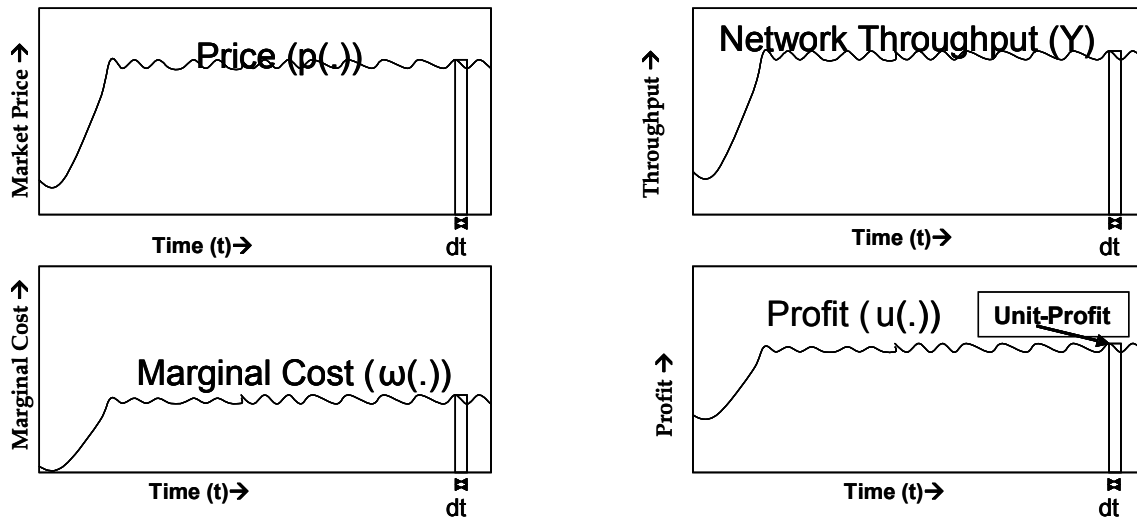 Price (p(.))
Market Price →
Time (t)→
dt
Network Throughput (Y)
Throughput →
Time (t)→
dt
Marginal Cost (ω(.))
Marginal Cost →
Time (t)→
dt
Profit (u(.))
Unit-Profit
Profit →
Time (t)→
dt